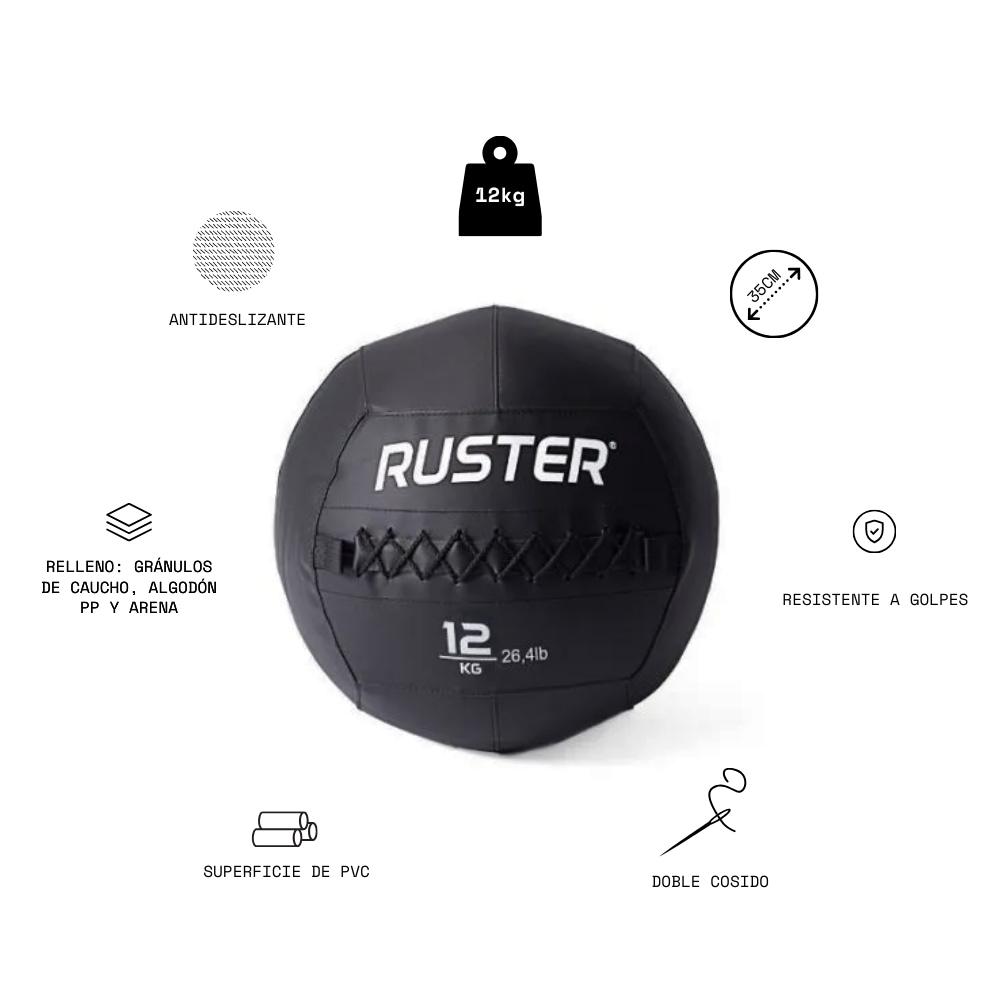 12kg
35CM
ANTIDESLIZANTE
RUSTER®
RELLENO: GRÁNULOS
DE CAUCHO, ALGODÓN
PP Y ARENA
RESISTENTE A GOLPES
12
KG
26,4lb
SUPERFICIE DE PVC
DOBLE COSIDO